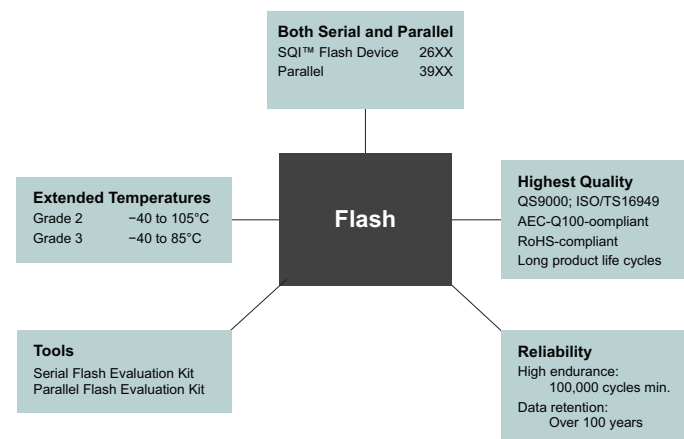 Both Serial and Parallel
SQI™ Flash Device 26XX
Parallel 39XX
Extended Temperatures
Grade 2 −40 to 105°C
Grade 3 −40 to 85°C
Flash
Highest Quality
QS9000; ISO/TS16949
AEC-Q100-oompliant
RoHS-compliant
Long product life cycles
Tools
Serial Flash Evaluation Kit
Parallel Flash Evaluation Kit
Reliability
High endurance:
100,000 cycles min.
Data retention:
Over 100 years